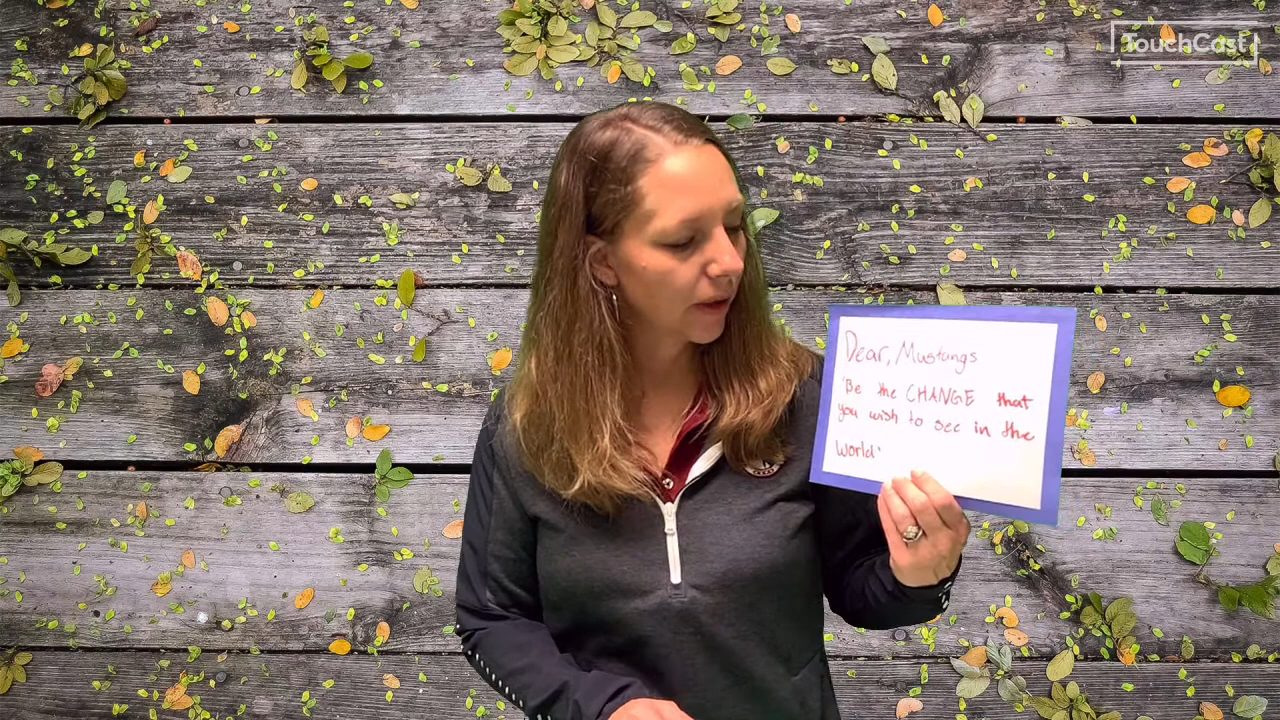 TouchCast
Dear, Mustangs
"Be the CHANGE that
you wish to see in the
World"